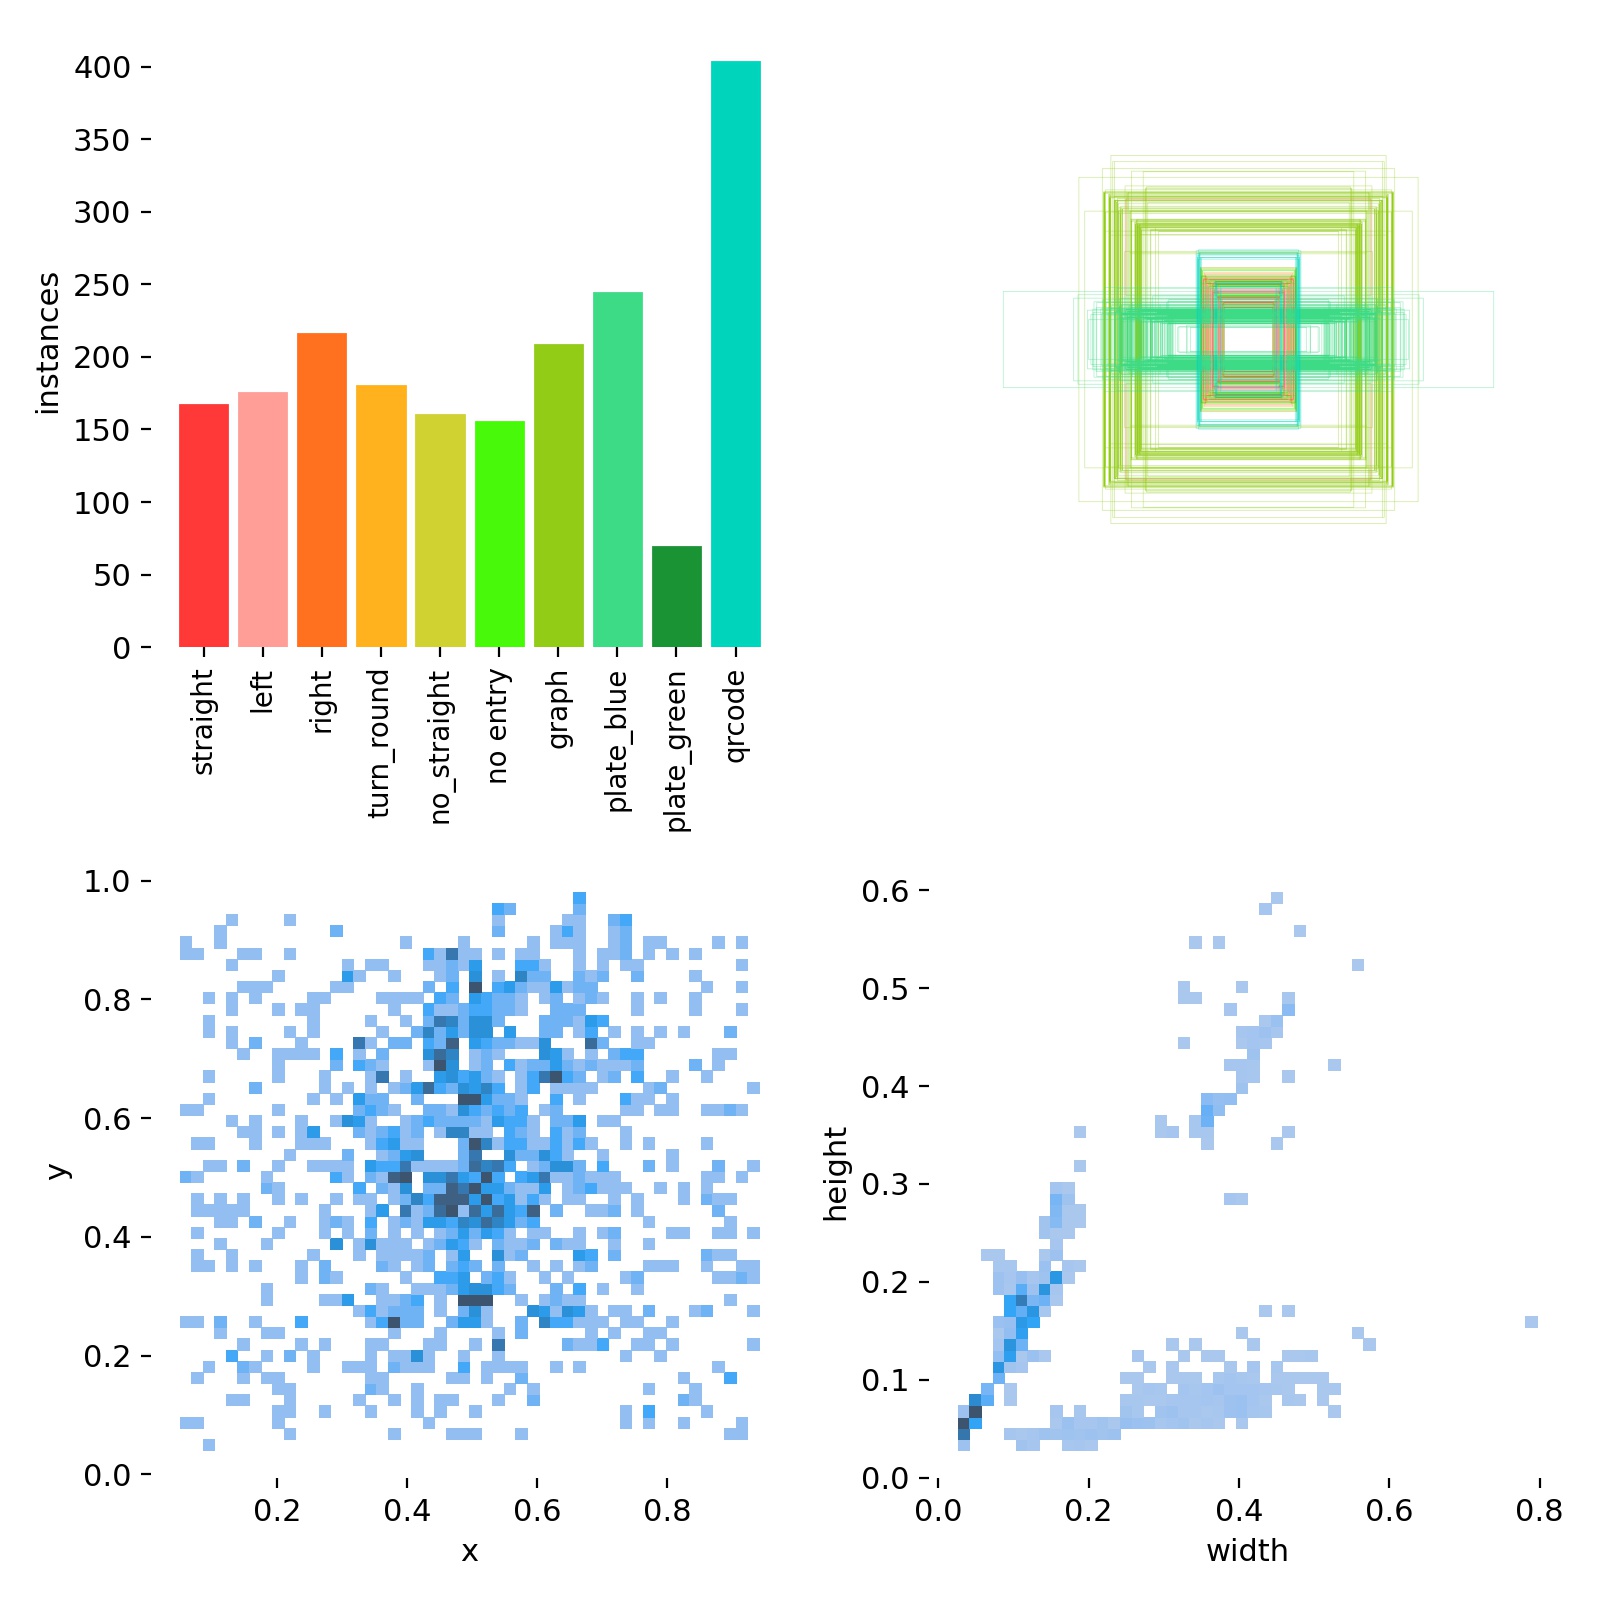 400
350
300
250
200
150
100
50
0
instances
straight
left
right
turn_round
no_straight
no entry
graph
plate_blue
plate_green
qrcode
1.0
0.8
0.6
0.4
0.2
0.0
y
0.2 0.4 0.6 0.8
x
0.6
0.5
0.4
0.3
0.2
0.1
0.0
height
0.0 0.2 0.4 0.6 0.8
width